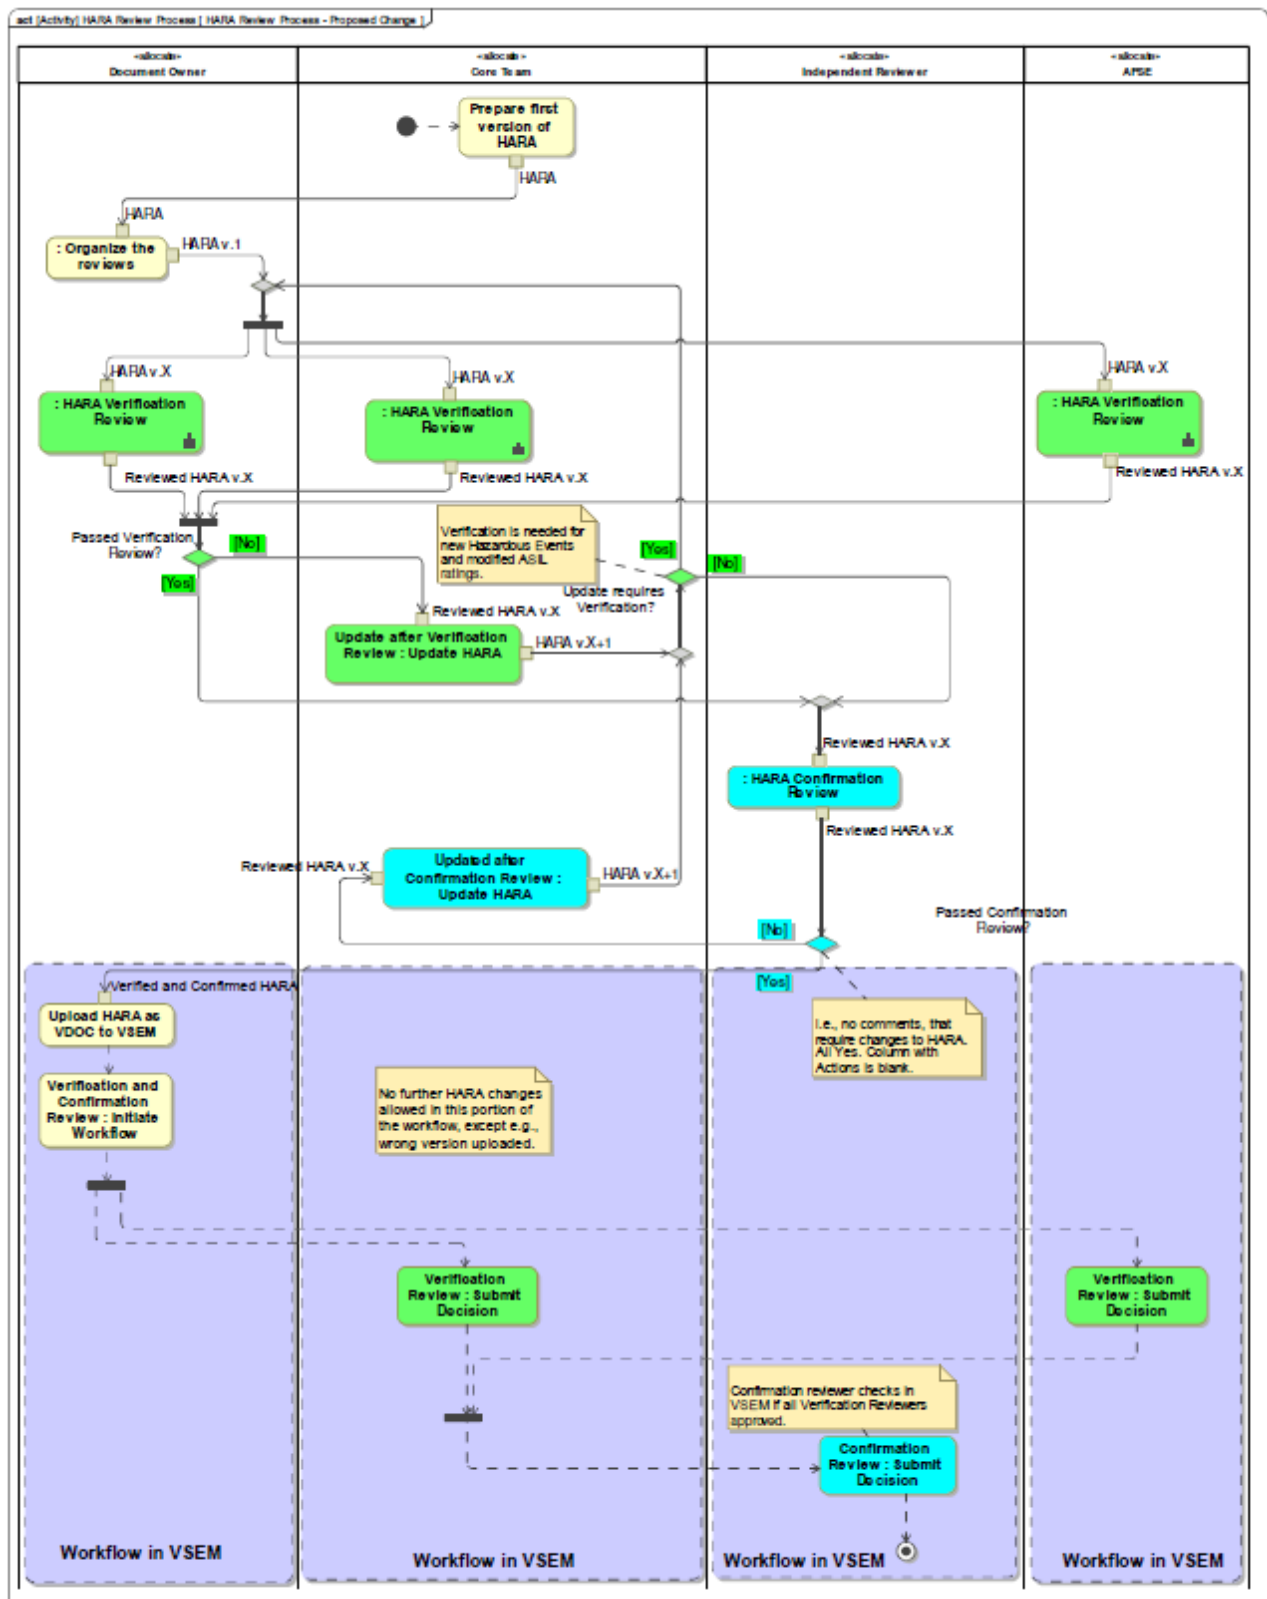 act [Activity] HARA Review Process [ HARA Review Process - Proposed Change ]
«allocate»
Document Owner
«allocate»
Core Team
«allocate»
Independent Reviewer
«allocate»
AFSE
Prepare first
version of
HARA
HARA
HARA
: Organize the
reviews
HARA v.1
HARA v.X
HARA v.X
HARA v.X
: HARA Verification
Review
: HARA Verification
Review
: HARA Verification
Review
Reviewed HARA v.X
Reviewed HARA v.X
Reviewed HARA v.X
Passed Verification
Review?
[No]
[Yes]
Verification is needed for
new Hazardous Events
and modified ASIL
ratings.
[Yes]
[No]
Update requires
Verification?
Reviewed HARA v.X
Update after Verification
Review : Update HARA
HARA v.X+1
Reviewed HARA v.X
: HARA Confirmation
Review
Reviewed HARA v.X
Reviewed HARA v.X
Updated after
Confirmation Review :
Update HARA
HARA v.X+1
Passed Confirmation
Review?
[No]
[Yes]
Verified and Confirmed HARA
Upload HARA as
VDOC to VSEM
I.e., no comments, that
require changes to HARA.
All Yes. Column with
Actions is blank.
Verification and
Confirmation
Review : Initiate
Workflow
No further HARA changes
allowed in this portion of
the workflow, except e.g.,
wrong version uploaded.
Verification
Review : Submit
Decision
Verification
Review : Submit
Decision
Confirmation reviewer checks in
VSEM if all Verification Reviewers
approved.
Confirmation
Review : Submit
Decision
Workflow in VSEM
Workflow in VSEM
Workflow in VSEM
Workflow in VSEM